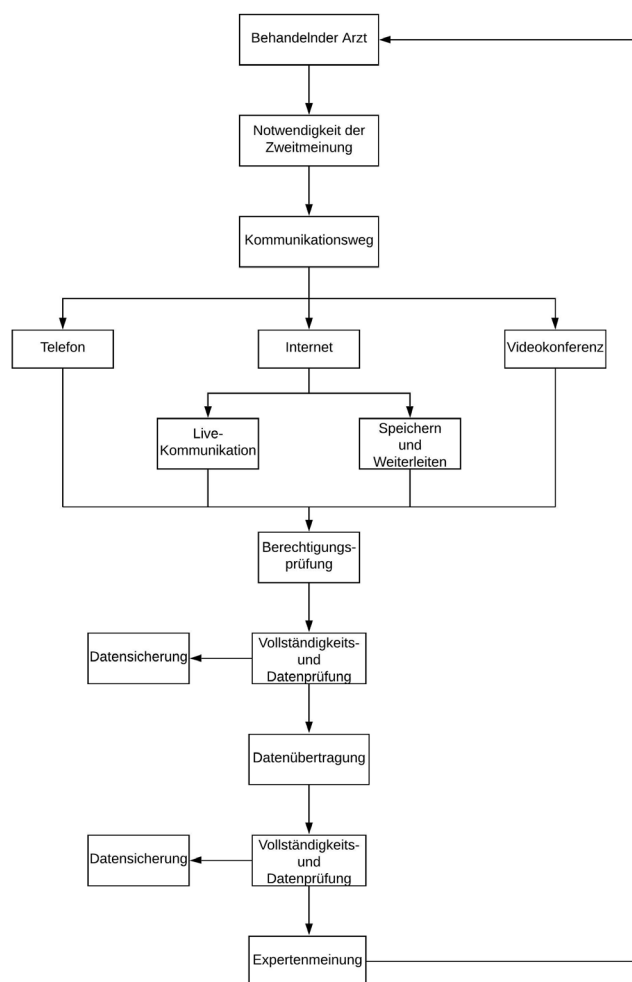 Behandelnder Arzt
Notwendigkeit der
Zweitmeinung
Kommunikationsweg
Telefon
Internet
Videokonferenz
Live-
Kommunikation
Speichern
und
Weiterleiten
Berechtigungs-
prüfung
Datensicherung
Vollständigkeits-
und
Datenprüfung
Datenübertragung
Datensicherung
Vollständigkeits-
und
Datenprüfung
Expertenmeinung